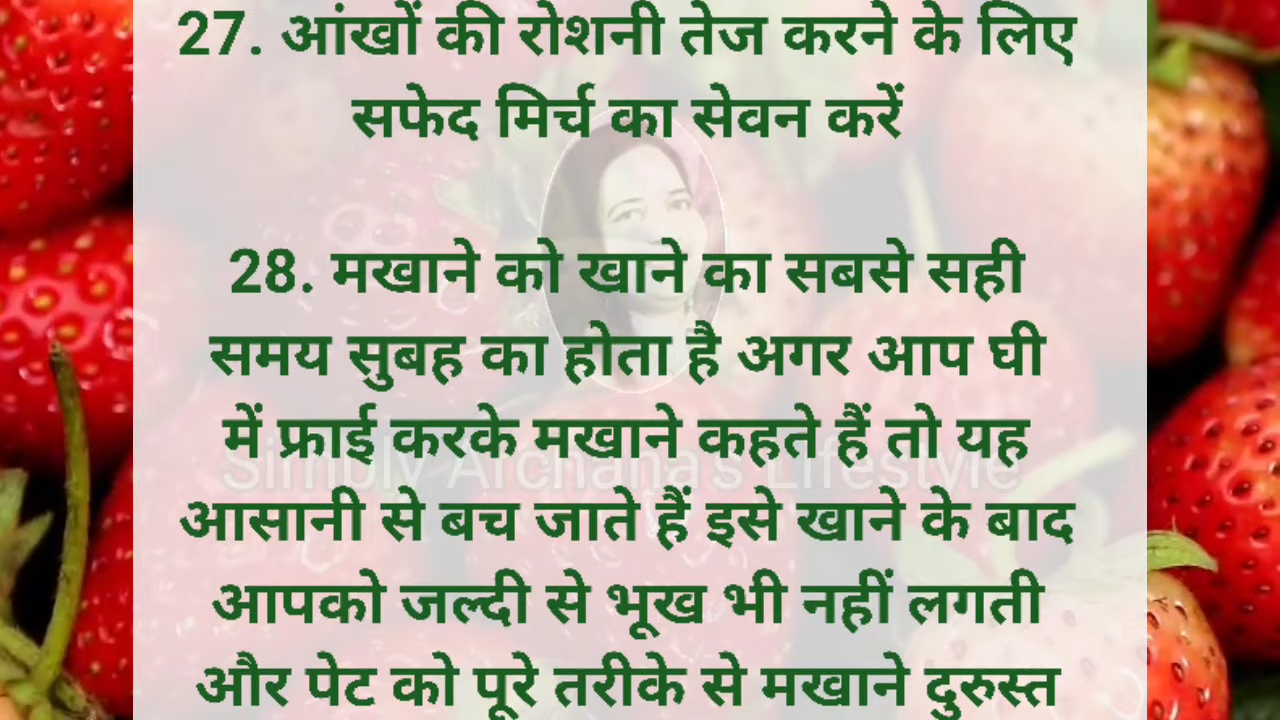 27. आंखों की रोशनी तेज करने के लिए
सफेद मिर्च का सेवन करें
28. मखाने को खाने का सबसे सही
समय सुबह का होता है अगर आप घी
में फ्राई करके मखाने कहते हैं तो यह
Simply Archana's Lifestyle
आसानी से बच जाते हैं इसे खाने के बाद
आपको जल्दी से भूख भी नहीं लगती
और पेट को पूरे तरीके से मखाने दुरुस्त